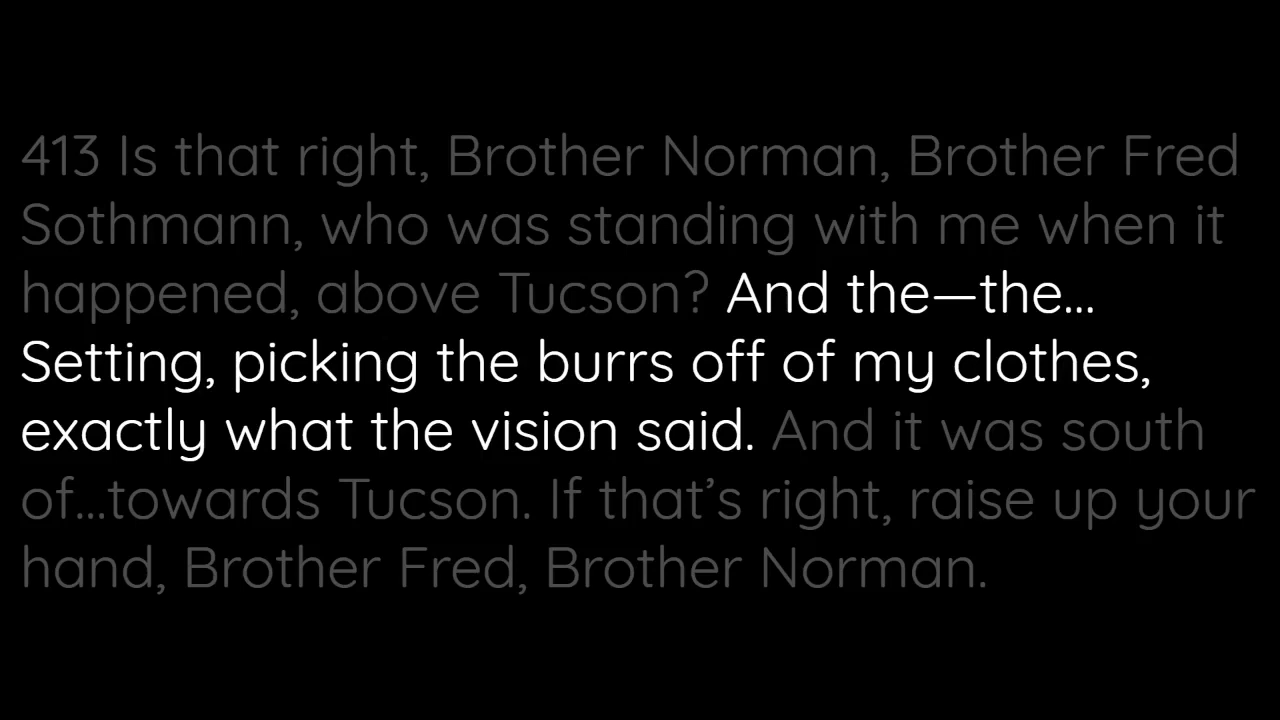 413 Is that right, Brother Norman, Brother Fred
Sothmann, who was standing with me when it
happened, above Tucson? And the—the...
Setting, picking the burrs off of my clothes,
exactly what the vision said. And it was south
of...towards Tucson. If that’s right, raise up your
hand, Brother Fred, Brother Norman.